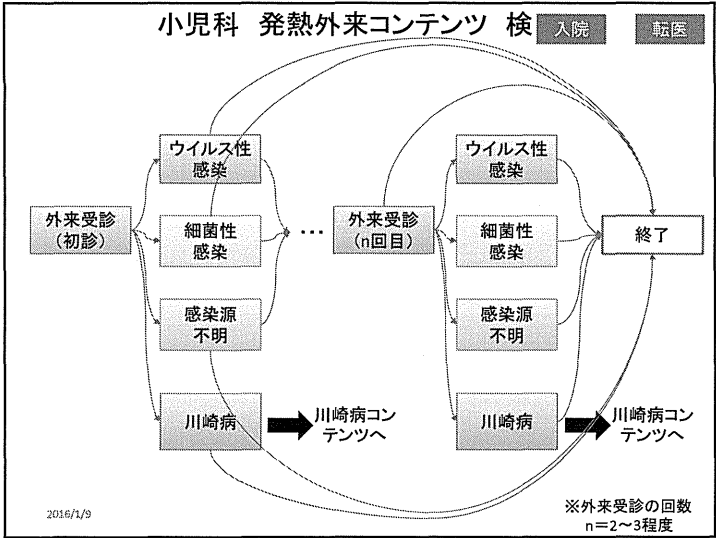 小児科 発熱外来コンテンツ 検
入院
転医
ウイルス性
感染
ウイルス性
感染
外来受診
(初診)
細菌性
感染
…
外来受診
(n回目)
細菌性
感染
終了
感染源
不明
感染源
不明
川崎病
川崎病コン
テンツへ
川崎病
川崎病コン
テンツへ
2016/1/9
※外来受診の回数
n=2~3程度